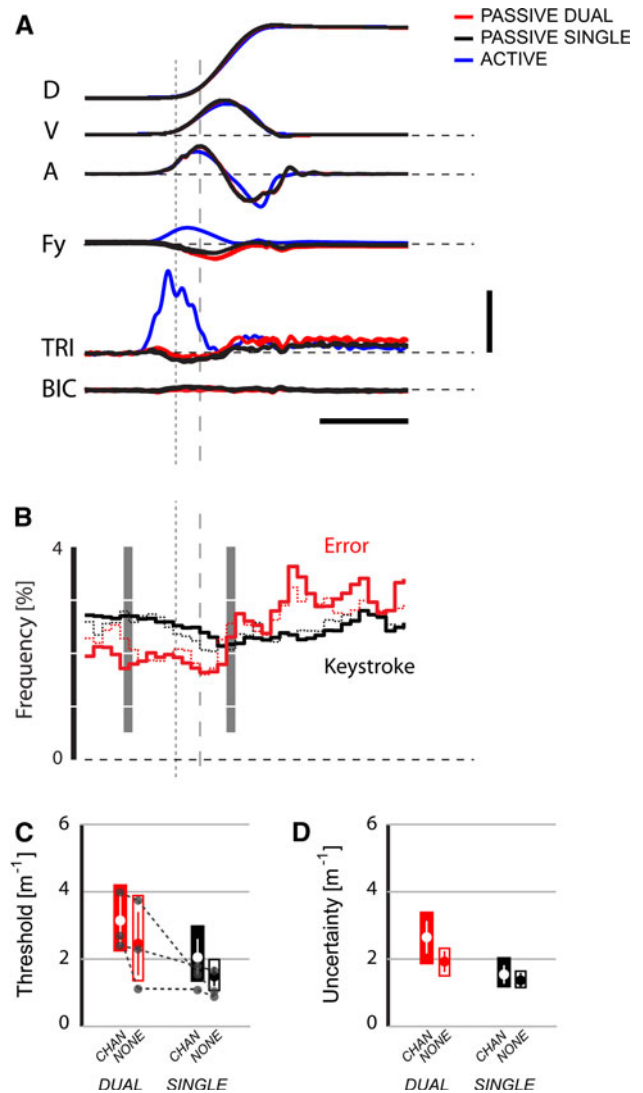 A
PASSIVE DUAL
PASSIVE SINGLE
ACTIVE
D
V
A
Fy
TRI
BIC
B
4
Error
Frequency [%]
Keystroke
0
C
6
Threshold [m⁻¹]
4
2
0
CHAN
NONE
CHAN
NONE
DUAL
SINGLE
D
6
Uncertainty [m⁻¹]
4
2
0
CHAN
NONE
CHAN
NONE
DUAL
SINGLE